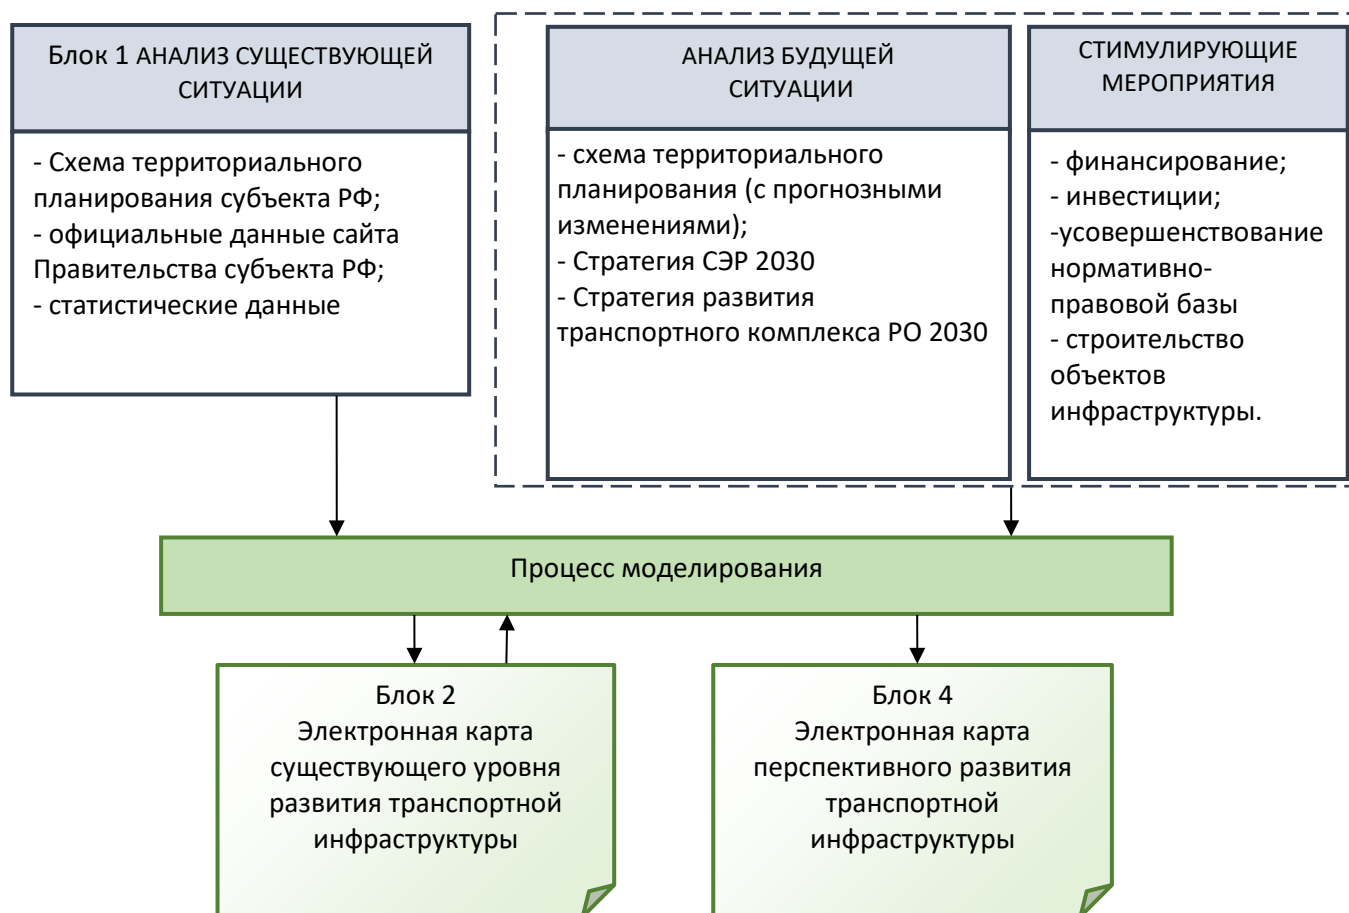 Блок 1 АНАЛИЗ СУЩЕСТВУЮЩЕЙ
СИТУАЦИИ
- Схема территориального
планирования субъекта РФ;
- официальные данные сайта
Правительства субъекта РФ;
- статистические данные
АНАЛИЗ БУДУЩЕЙ
СИТУАЦИИ
- схема территориального
планирования (с прогнозными
изменениями);
- Стратегия СЭР 2030
- Стратегия развития
транспортного комплекса РО 2030
СТИМУЛИРУЮЩИЕ
МЕРОПРИЯТИЯ
- финансирование;
- инвестиции;
-усовершенствование
нормативно-
правовой базы
- строительство
объектов
инфраструктуры.
Процесс моделирования
Блок 2
Электронная карта
существующего уровня
развития транспортной
инфраструктуры
Блок 4
Электронная карта
перспективного развития
транспортной
инфраструктуры